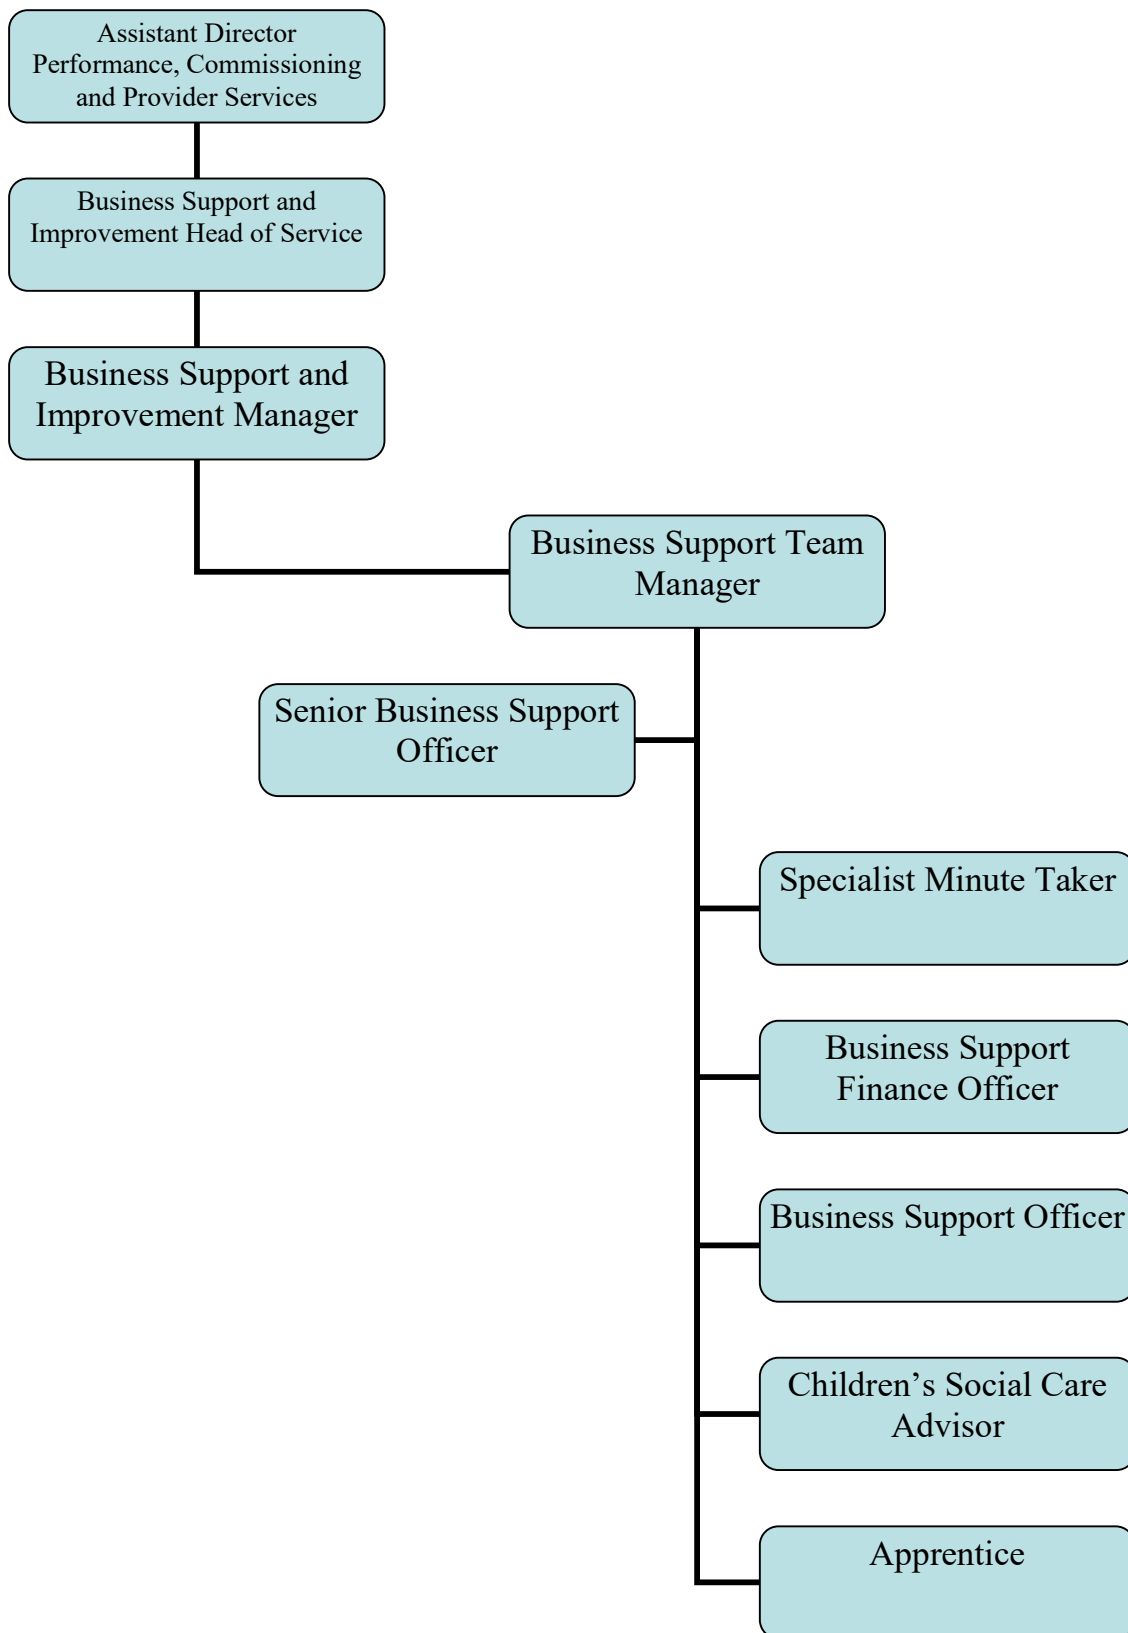 Assistant Director
Performance, Commissioning
and Provider Services
Business Support and
Improvement Head of Service
Business Support and
Improvement Manager
Business Support Team
Manager
Senior Business Support
Officer
Specialist Minute Taker
Business Support
Finance Officer
Business Support Officer
Children’s Social Care
Advisor
Apprentice